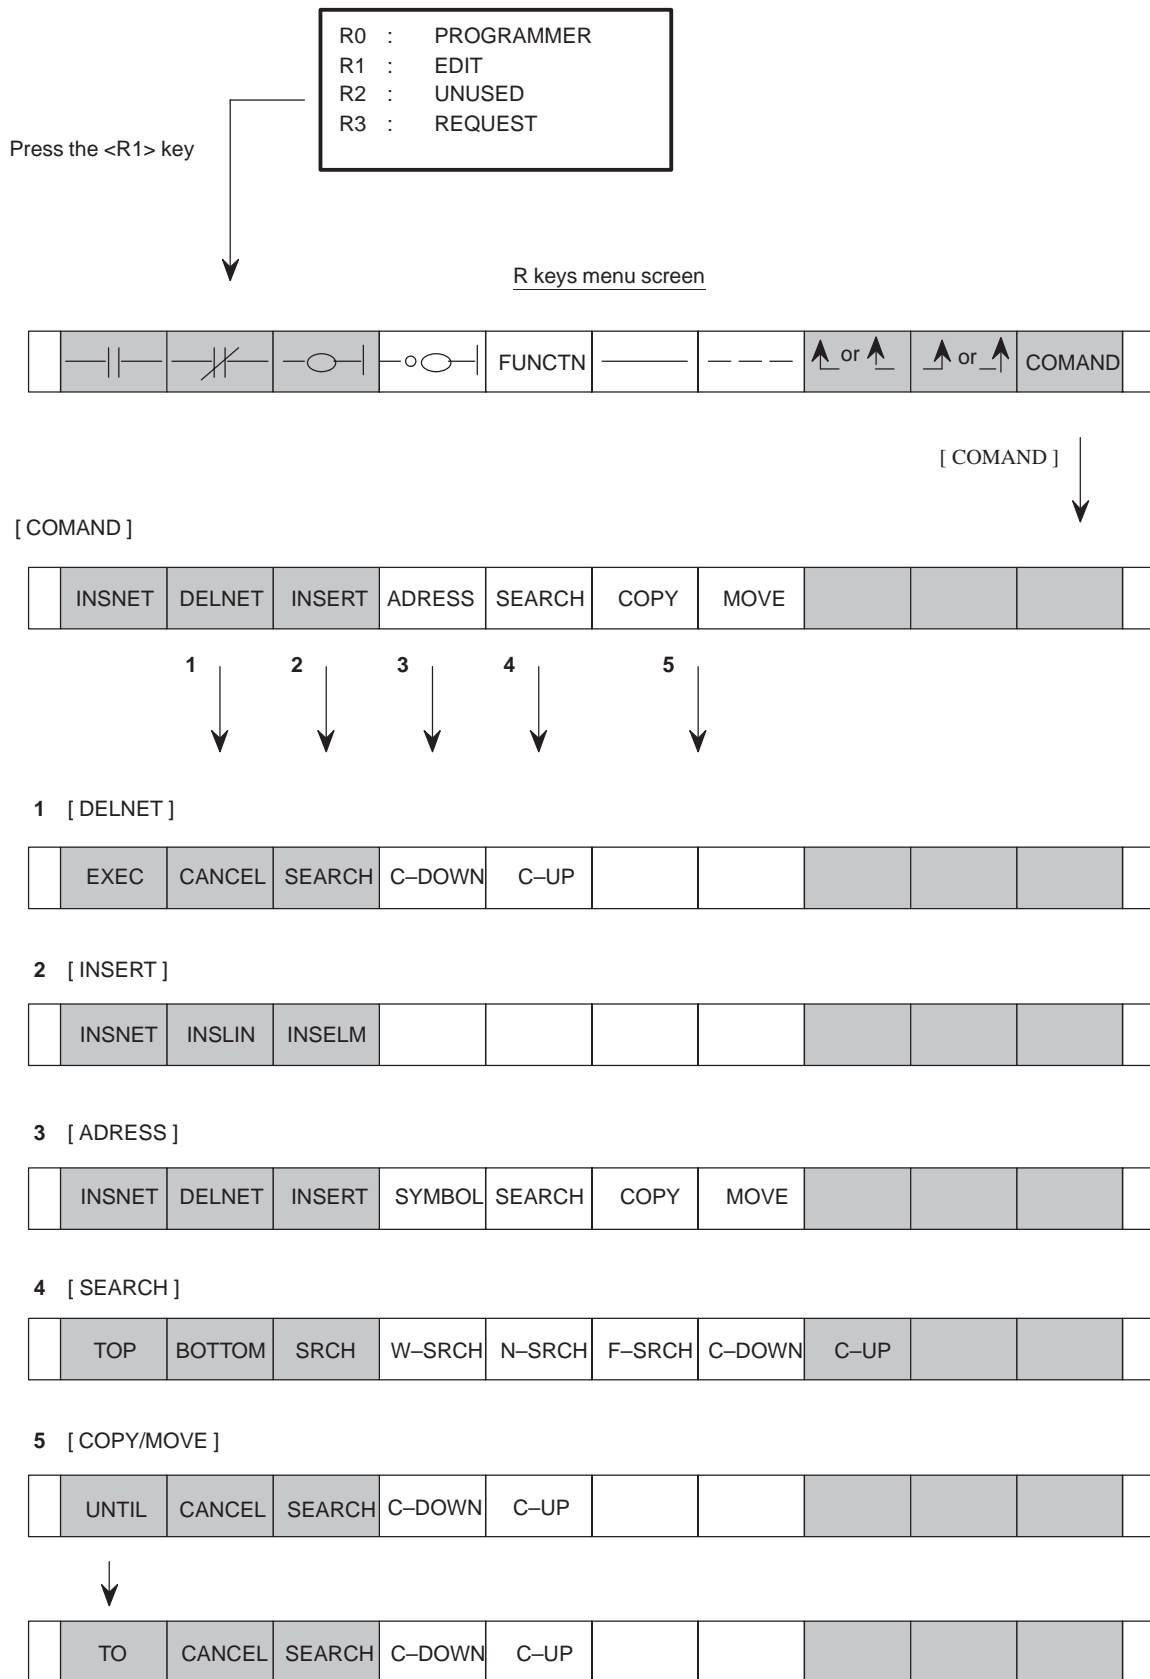 R0 : PROGRAMMER
R1 : EDIT
R2 : UNUSED
R3 : REQUEST
Press the <R1> key
R keys menu screen
FUNCTN or or COMAND
[ COMAND ]
[ COMAND ]
INSNET DELNET INSERT ADRESS SEARCH COPY MOVE
1 2 3 4 5
1 [ DELNET ]
EXEC CANCEL SEARCH C–DOWN C–UP
2 [ INSERT ]
INSNET INSLIN INSELM
3 [ ADRESS ]
INSNET DELNET INSERT SYMBOL SEARCH COPY MOVE
4 [ SEARCH ]
TOP BOTTOM SRCH W–SRCH N–SRCH F–SRCH C–DOWN C–UP
5 [ COPY/MOVE ]
UNTIL CANCEL SEARCH C–DOWN C–UP
TO CANCEL SEARCH C–DOWN C–UP